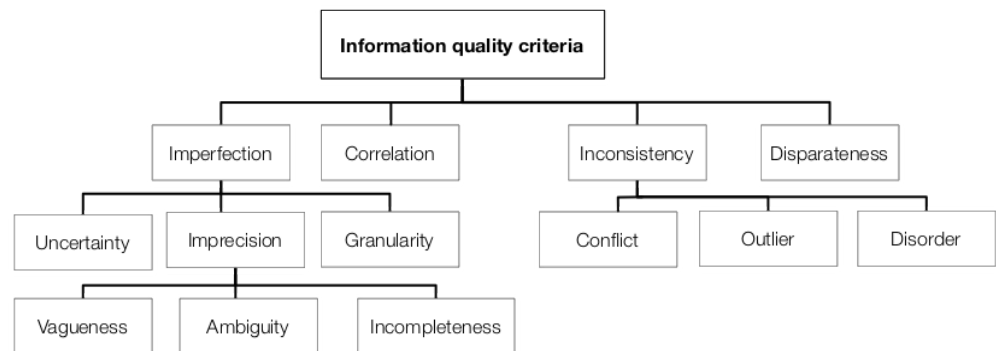 Information quality criteria
Imperfection
Correlation
Inconsistency
Disparateness
Uncertainty
Imprecision
Granularity
Conflict
Outlier
Disorder
Vagueness
Ambiguity
Incompleteness